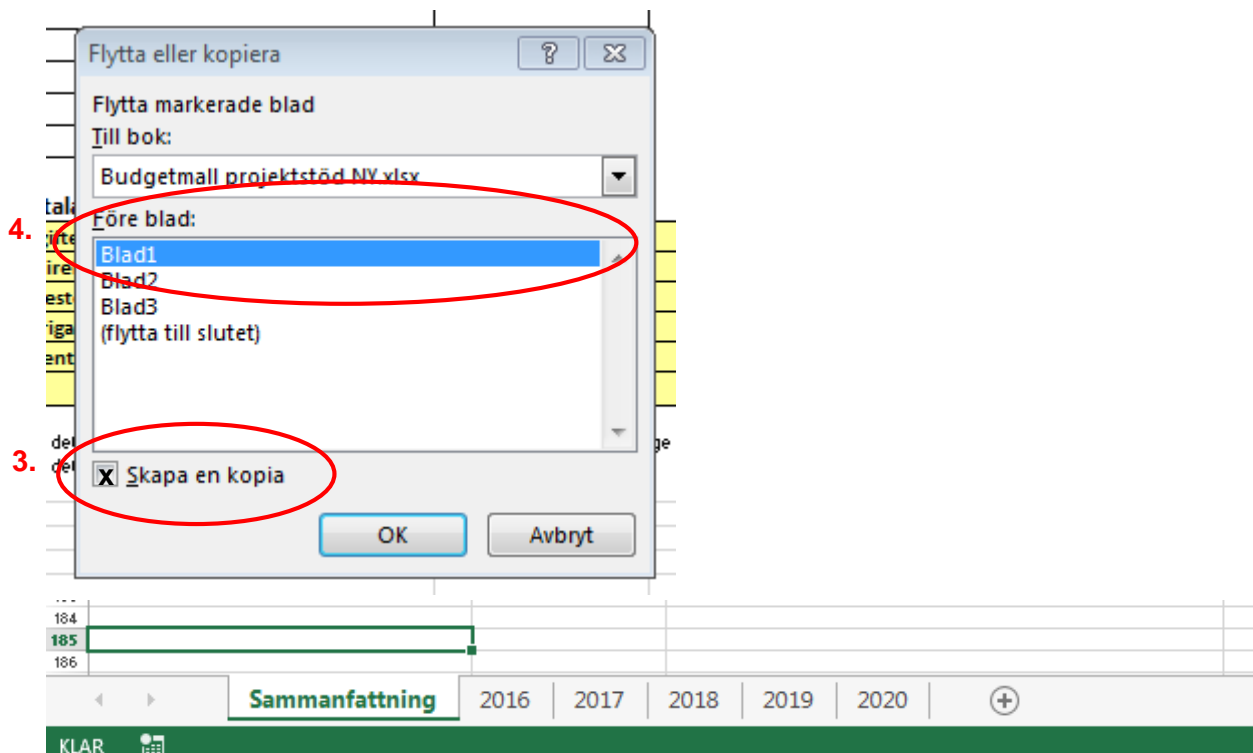 Flytta eller kopiera
Flytta markerade blad
Till bok:
Budgetmall projektstöd NY.xlsx
4.
Före blad:
Blad1
Blad2
Blad3
(flytta till slutet)
3.
X Skapa en kopia
OK Avbryt
184
185
186
Sammanfattning 2016 2017 2018 2019 2020
KLAR